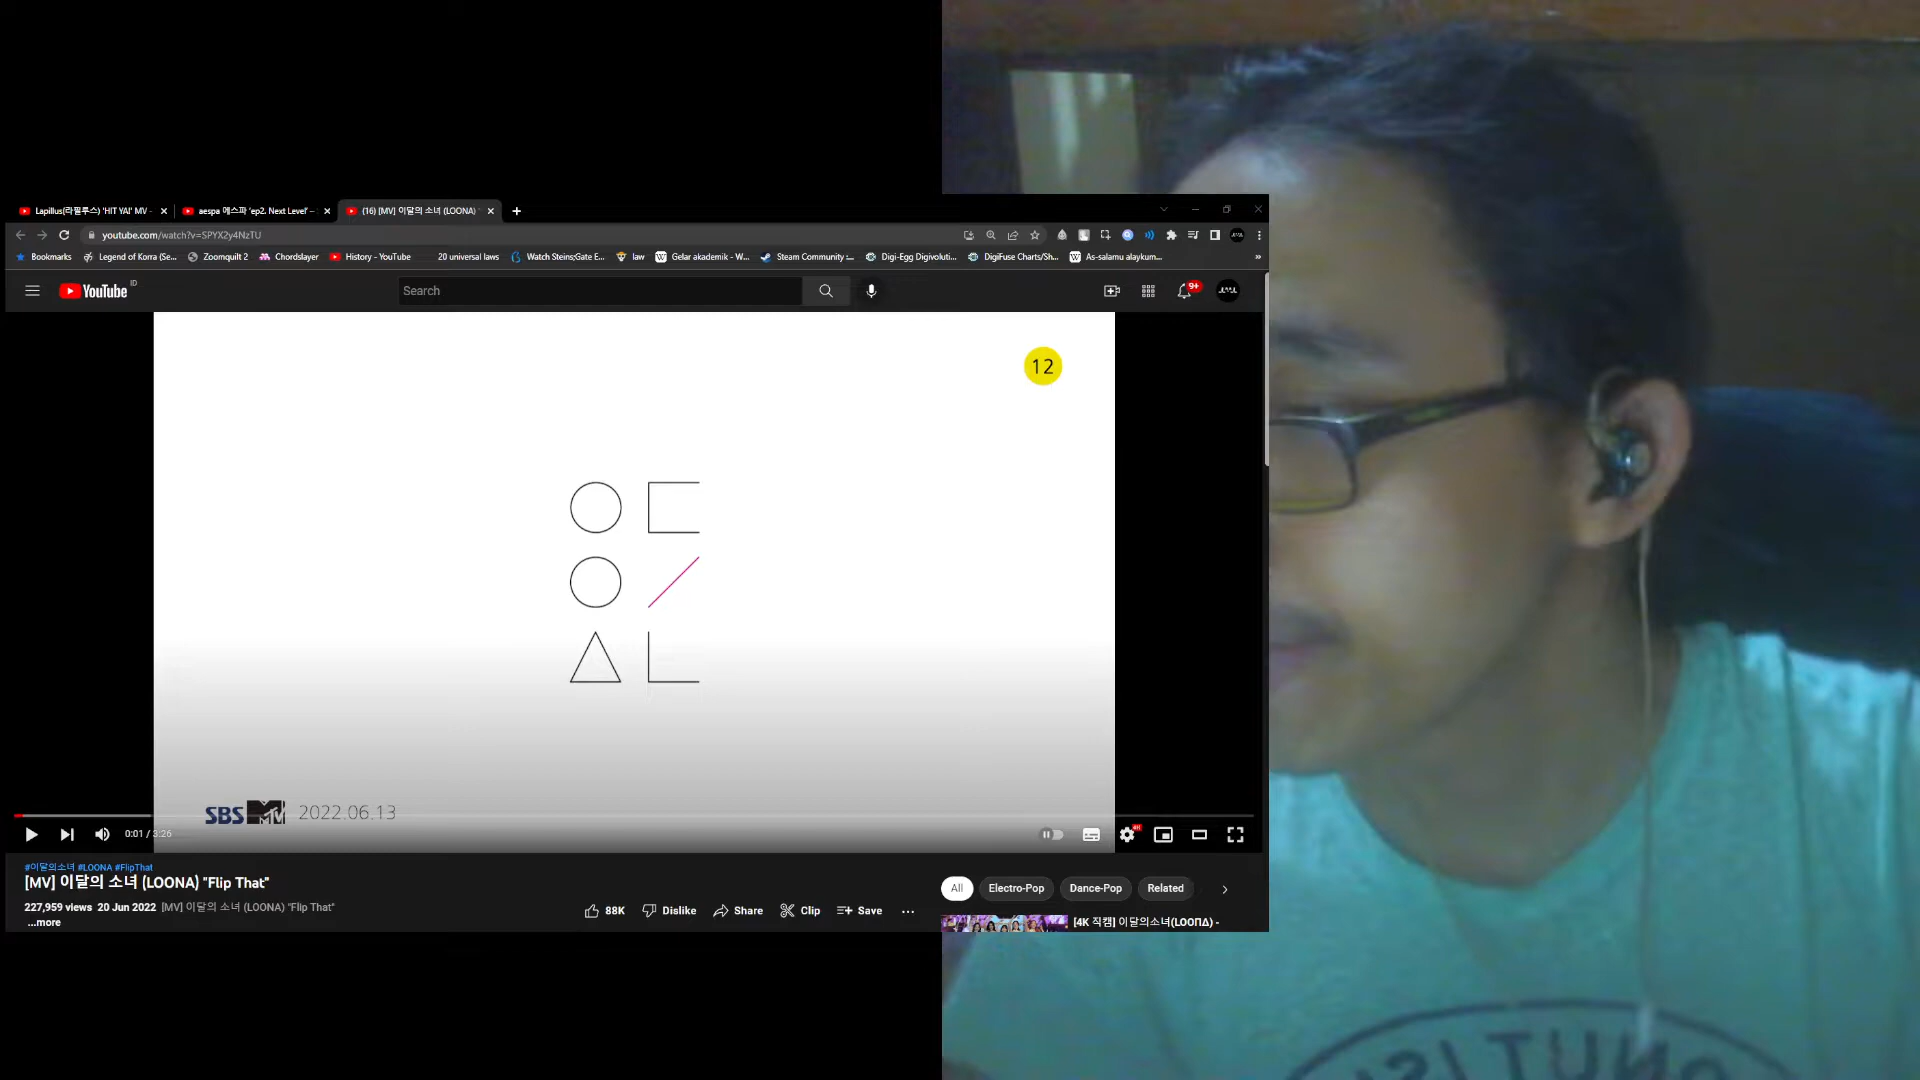 Lapillus(라필루스) 'HIT YA!' MV -
aespa 에스파 'ep2. Next Level' -
(16) [MV] 이달의 소녀 (LOONA)
youtube.com/watch?v=SPYX2y4NzTU
Bookmarks
Legend of Korra (Se...
Zoomquilt 2
Chordslayer
History - YouTube
20 universal laws
Watch Steins;Gate E...
law
Gelar akademik - W...
Steam Community :...
Digi-Egg Digivoluti...
DigiFuse Charts/Sh...
As-salamu alaykum...
YouTube ID
Search
9+
12
SBS MTV 2022.06.13
0:01 / 3:26
#이달의소녀 #LOONA #FlipThat
[MV] 이달의 소녀 (LOONA) "Flip That"
227,959 views 20 Jun 2022 [MV] 이달의 소녀 (LOONA) "Flip That"
...more
88K
Dislike
Share
Clip
Save
All
Electro-Pop
Dance-Pop
Related
[4K 직캠] 이달의소녀(LOOПΔ) -